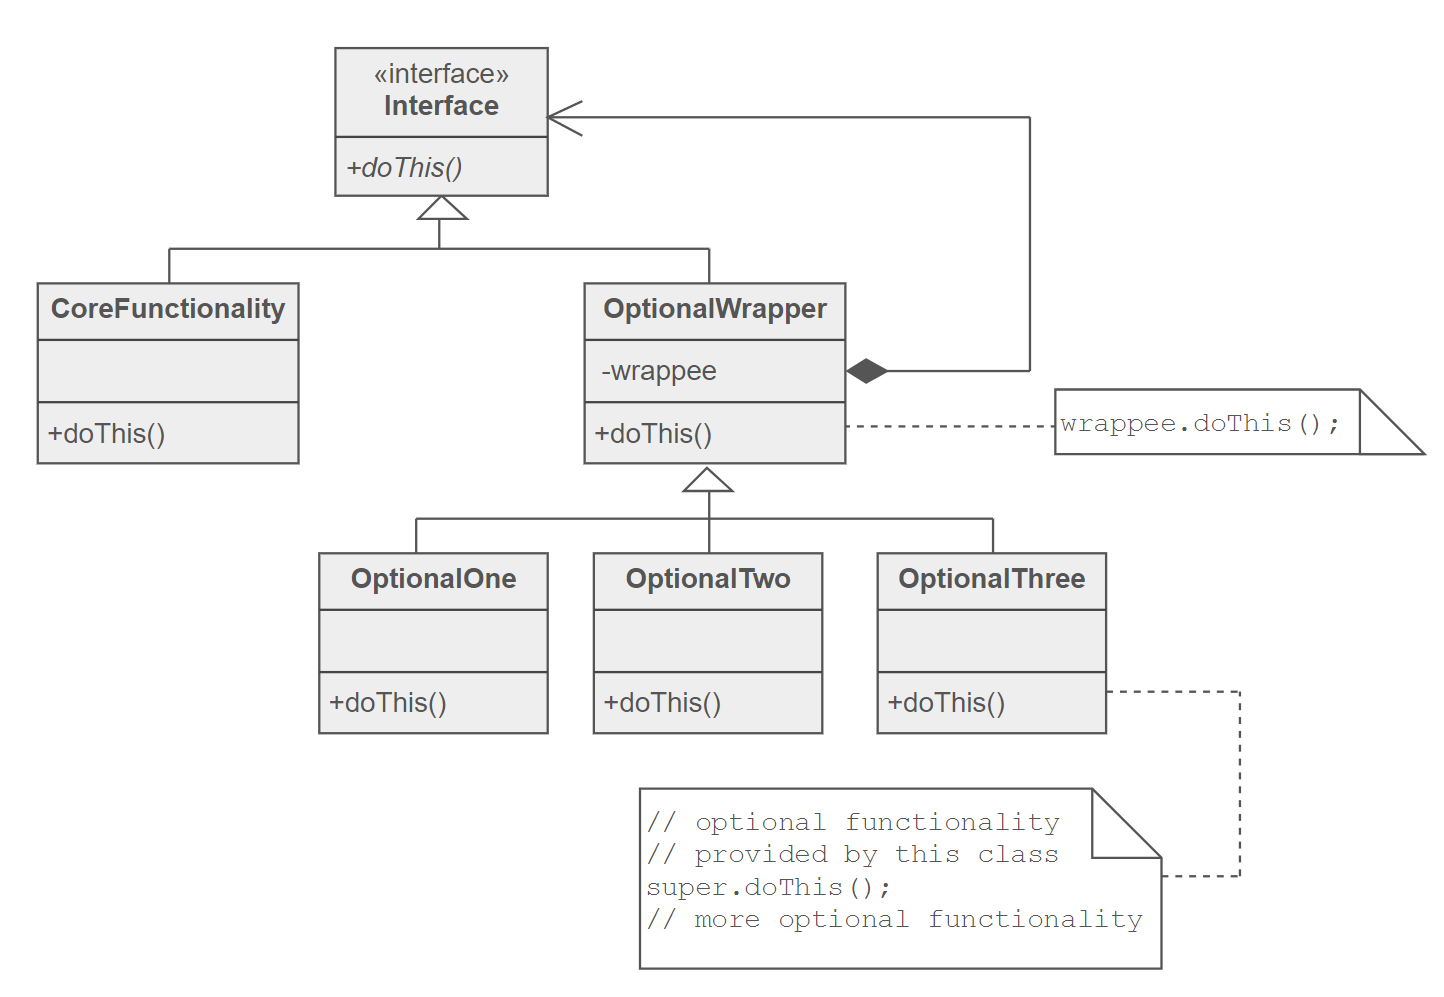 «interface»
Interface
+doThis()
CoreFunctionality
+doThis()
OptionalWrapper
-wrappee
+doThis()
wrappee.doThis();
OptionalOne
+doThis()
OptionalTwo
+doThis()
OptionalThree
+doThis()
// optional functionality
// provided by this class
super.doThis();
// more optional functionality